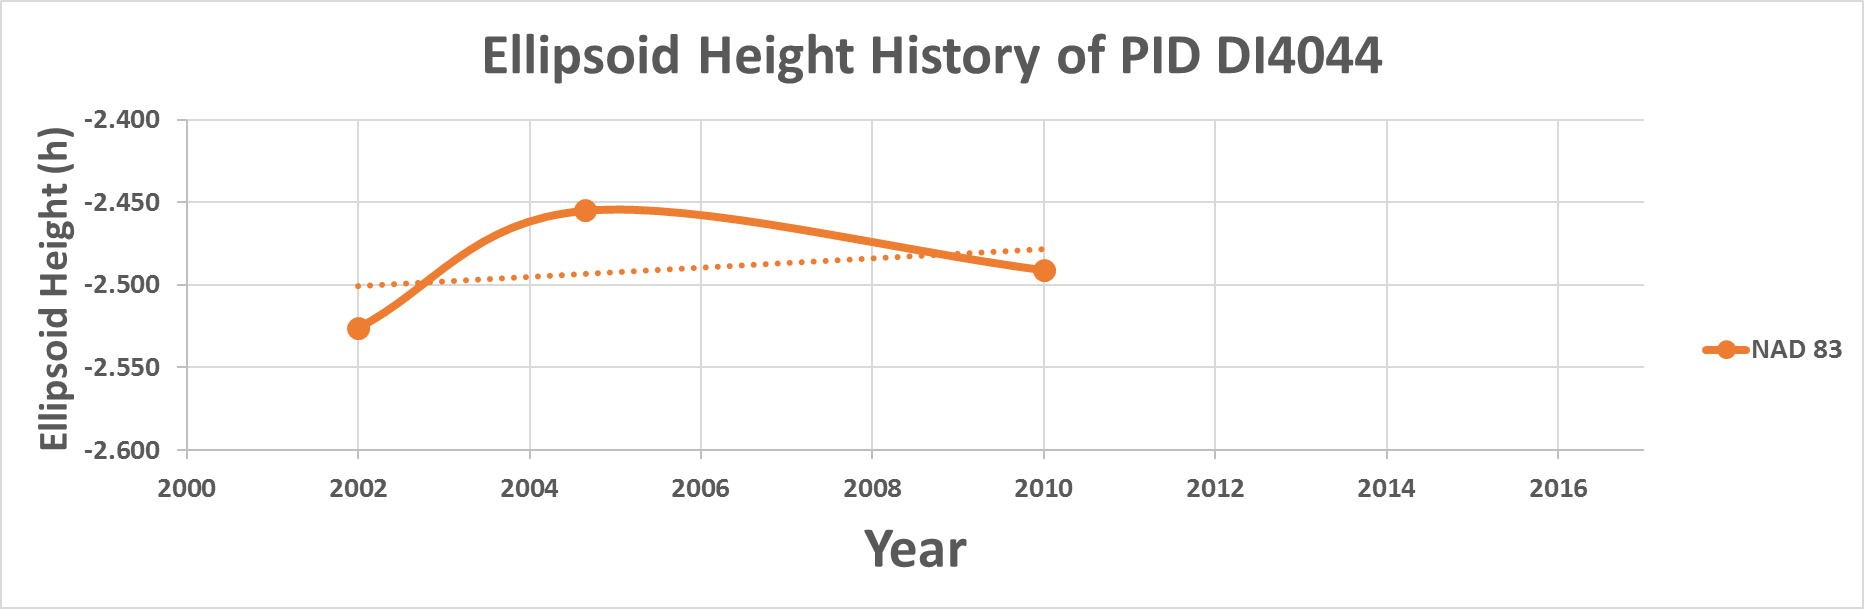 Ellipsoid Height History of PID DI4044
Ellipsoid Height (h)
-2.400
-2.450
-2.500
-2.550
-2.600
2000 2002 2004 2006 2008 2010 2012 2014 2016
Year
NAD 83